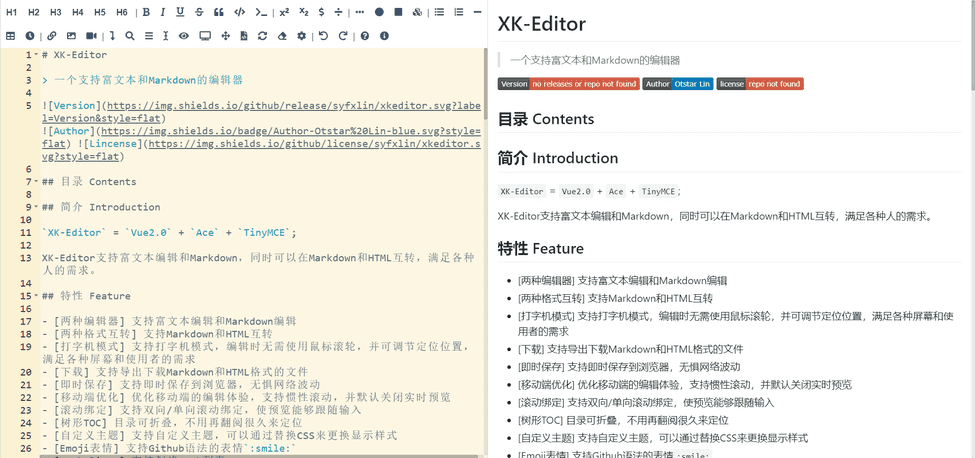 H1 H2 H3 H4 H5 H6 B I U S
1 # XK-Editor
2
3 > 一个支持富文本和Markdown的编辑器
4
5 ![Version](https://img.shields.io/github/release/syfxlin/xkeditor.svg?labe
l=Version&style=flat)
![Author](https://img.shields.io/badge/Author-Otstar%20Lin-blue.svg?style=
flat) ![Lincense](https://img.shields.io/github/license/syfxlin/xkeditor.s
vg?style=flat)
6
7 ## 目录 Contents
8
9 ## 简介 Introduction
10
11 `XK-Editor` = `Vue2.0` + `Ace` + `TinyMCE`;
12
13 XK-Editor支持富文本编辑和Markdown，同时可以在Markdown和HTML互转，满足各种
人的需求。
14
15 ## 特性 Feature
16
17 - [两种编辑器] 支持富文本编辑和Markdown编辑
18 - [两种格式互转] 支持Markdown和HTML互转
19 - [打字机模式] 支持打字机模式，编辑时无需使用鼠标滚轮，并可调节定位位置，
满足各种屏幕和使用者的需求
20 - [下载] 支持导出下载Markdown和HTML格式的文件
21 - [即时保存] 支持即时保存到浏览器，无惧网络波动
22 - [移动端优化] 优化移动端的编辑体验，支持惯性滚动，并默认关闭实时预览
23 - [滚动绑定] 支持双向/单向滚动绑定，使预览能够跟随输入
24 - [树形TOC] 目录可折叠，不用再翻阅很久来定位
25 - [自定义主题] 支持自定义主题，可以通过替换CSS来更换显示样式
26 - [Emoji表情] 支持Github语法的表情`:smile:`
XK-Editor
一个支持富文本和Markdown的编辑器
Version no releases or repo not found Author Otstar Lin license repo not found
目录 Contents
简介 Introduction
XK-Editor = Vue2.0 + Ace + TinyMCE ;
XK-Editor支持富文本编辑和Markdown，同时可以在Markdown和HTML互转，满足各种人的需求。
特性 Feature
• [两种编辑器] 支持富文本编辑和Markdown编辑
• [两种格式互转] 支持Markdown和HTML互转
• [打字机模式] 支持打字机模式，编辑时无需使用鼠标滚轮，并可调节定位位置，满足各种屏幕和使
用者的需求
• [下载] 支持导出下载Markdown和HTML格式的文件
• [即时保存] 支持即时保存到浏览器，无惧网络波动
• [移动端优化] 优化移动端的编辑体验，支持惯性滚动，并默认关闭实时预览
• [滚动绑定] 支持双向/单向滚动绑定，使预览能够跟随输入
• [树形TOC] 目录可折叠，不用再翻阅很久来定位
• [自定义主题] 支持自定义主题，可以通过替换CSS来更换显示样式
• [Emoji表情] 支持Github语法的表情 :smile: